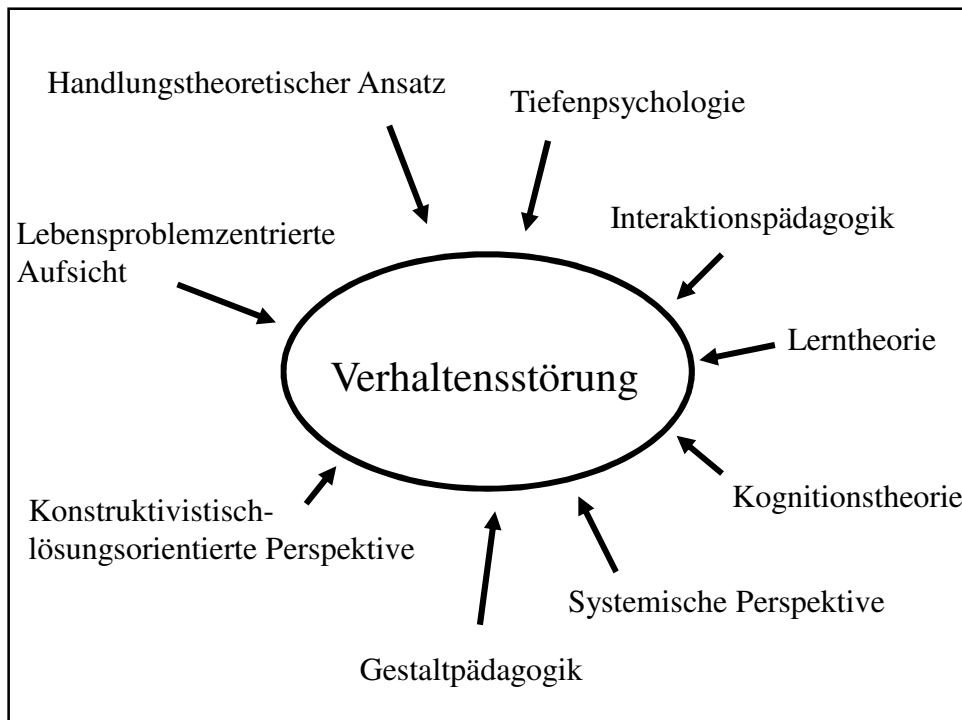 Handlungstheoretischer Ansatz
Tiefenpsychologie
Interaktionspädagogik
Lebensproblemzentrierte
Aufsicht
Lerntheorie
Verhaltensstörung
Kognitionstheorie
Konstruktivistisch-
lösungsorientierte Perspektive
Systemische Perspektive
Gestaltpädagogik